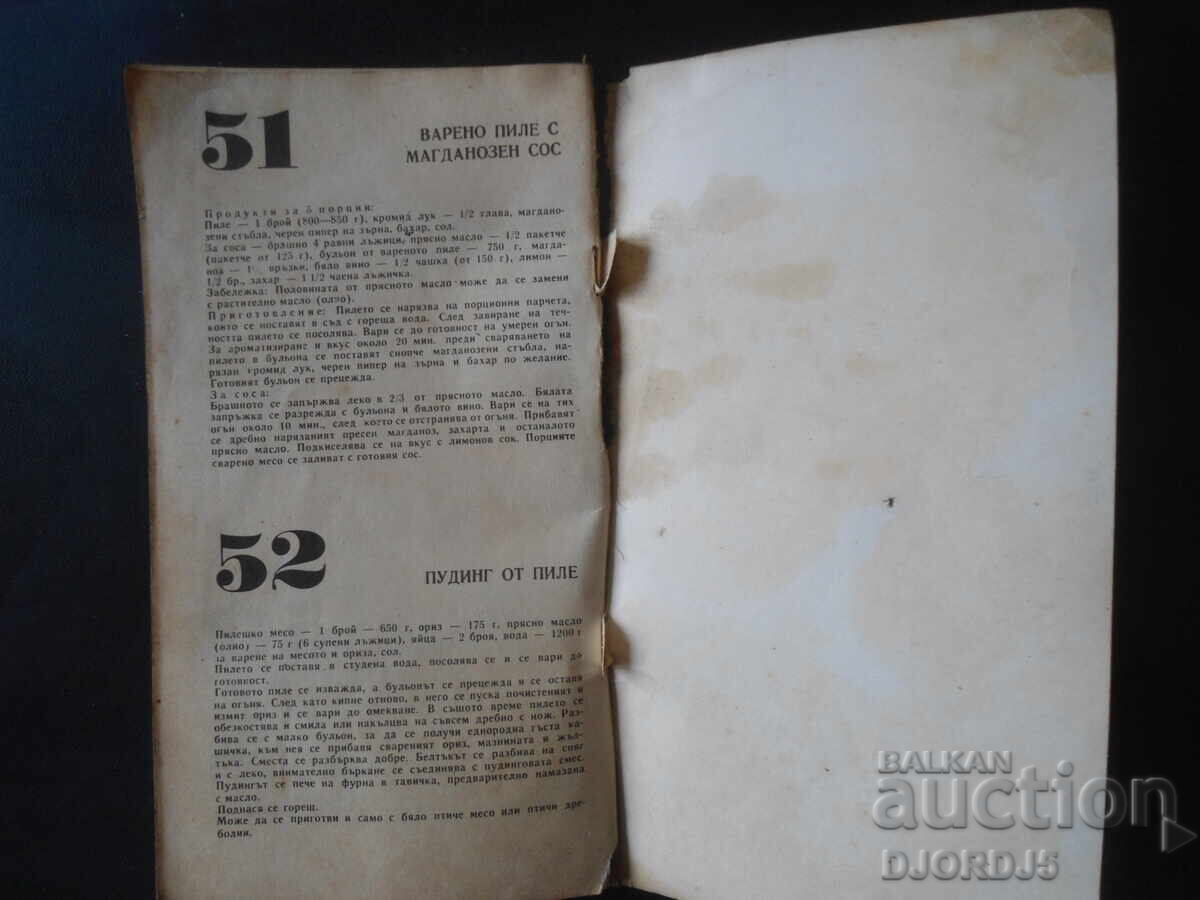 51
ВАРЕНО ПИЛЕ С
МАГДАНОЗЕН СОС
Продукти за 5 порции:
Пиле — 1 брой (800—850 г), кромид лук — 1/2 глава, магдано-
зени стъбла, черен пипер на зърна, бахар, сол.
За соса — брашно 4 равни лъжици, прясно масло — 1/2 пакетче
(пакетче от 125 г), бульон от вареното пиле — 750 г, магда-
ноз — 1 връзки, бяло вино — 1/2 чашка (от 150 г), лимон —
1/2 бр., захар — 1 1/2 чаена лъжичка.
Забележка: Половината от прясното масло може да се замени
с растително масло (олио).
Приготовление: Пилето се нарязва на порционни парчета,
които се поставят в съд с гореща вода. След завиране на теч-
ността пилето се посолява. Вари се до готовност на умерен огън.
За ароматизиране и вкус около 20 мин. преди сваряването на
пилето в бульона се поставят снопче магданозени стъбла, на-
рязан кромид лук, черен пипер на зърна и бахар по желание.
Готовият бульон се прецежда.
За соса:
Брашното се запържва леко в 2/3 от прясното масло. Бялата
запръжка се разрежда с бульона и бялото вино. Вари се на тих
огън около 10 мин., след което се отстранява от огъня. Прибавят
се дребно нарязаният пресен магданоз, захарта и останалото
прясно масло. Подкиселява се на вкус с лимонов сок. Порциите
сварено месо се заливат с готовия сос.
52
ПУДИНГ ОТ ПИЛЕ
Пилешко месо — 1 брой — 650 г, ориз — 175 г, прясно масло
(олио) — 75 г (6 супени лъжици), яйца — 2 броя, вода — 1200 г
за варене на месото и ориза, сол.
Пилето се поставя в студена вода, посолява се и се вари до
готовкост.
Готовото пиле се изважда, а бульонът се прецежда и се оставя
на огъня. След като кипне отново, в него се пуска почистеният и
измит ориз и се вари до омекване. В същото време пилето се
обезкостява и смила или накълцва на съвсем дребно с нож. Раз-
бива се с малко бульон, за да се получи еднородна гъста ка-
шичка, към нея се прибавя свареният ориз, мазнината и жъл-
тъка. Сместа се разбърква добре. Белтъкът се разбива на сняг
и с леко, внимателно бъркане се съединява с пудинговата смес.
Пудингът се пече на фурна в тавичка, предварително намазана
с масло.
Поднася се горещ.
Може да се приготви и само с бяло птиче месо или птичи дре-
болии.
BALKAN
auction
DJORDJ5